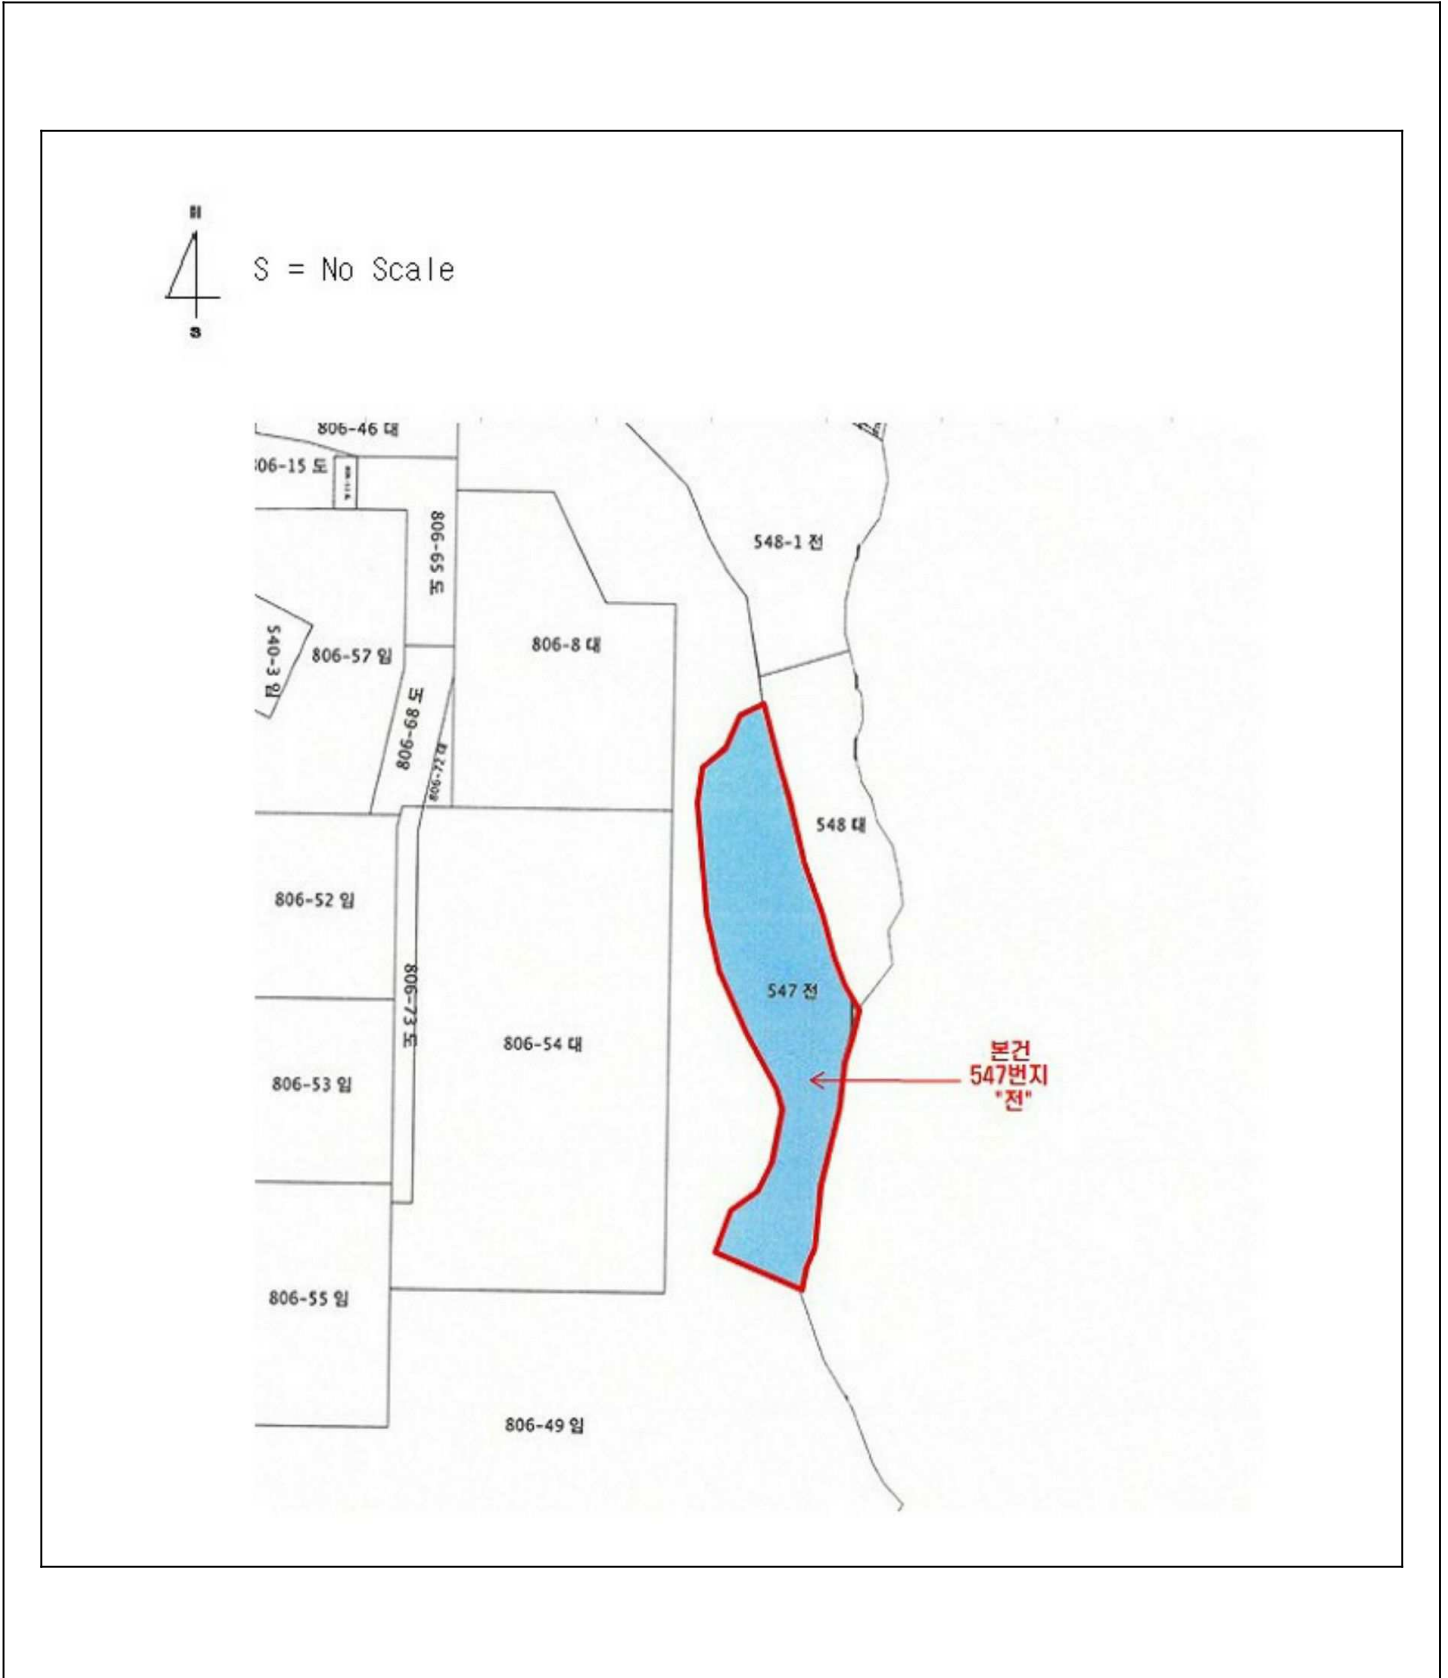 S = No Scale
S
806-46 대
806-15 도
806-65 도
548-1 전
540-3 임
806-57 임
806-8 대
806-68 도
806-72 대
548 대
806-52 임
806-73 도
547 전
806-54 대
본건
547번지
"전"
806-53 임
806-55 임
806-49 임